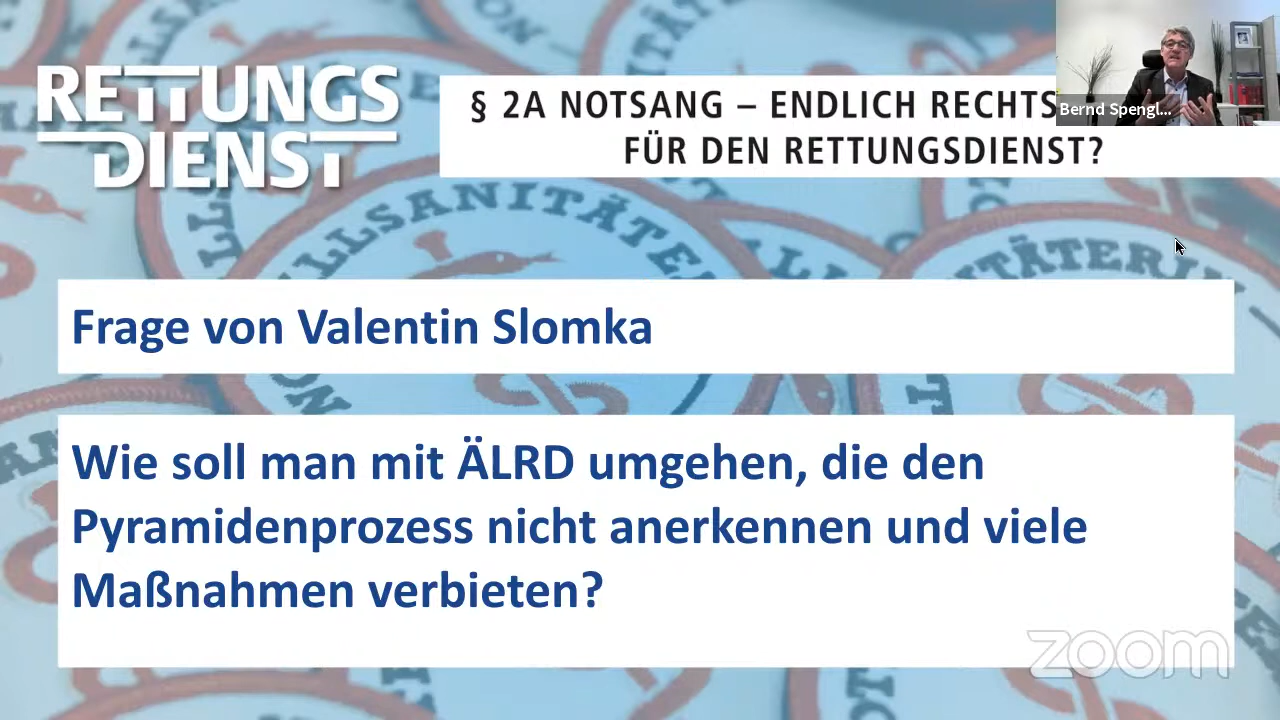 RETTUNGS
DIENST
§ 2A NOTSANG – ENDLICH RECHTS
FÜR DEN RETTUNGSDIENST?
Bernd Spengl...
Frage von Valentin Slomka
Wie soll man mit ÄLRD umgehen, die den
Pyramidenprozess nicht anerkennen und viele
Maßnahmen verbieten?
zoom